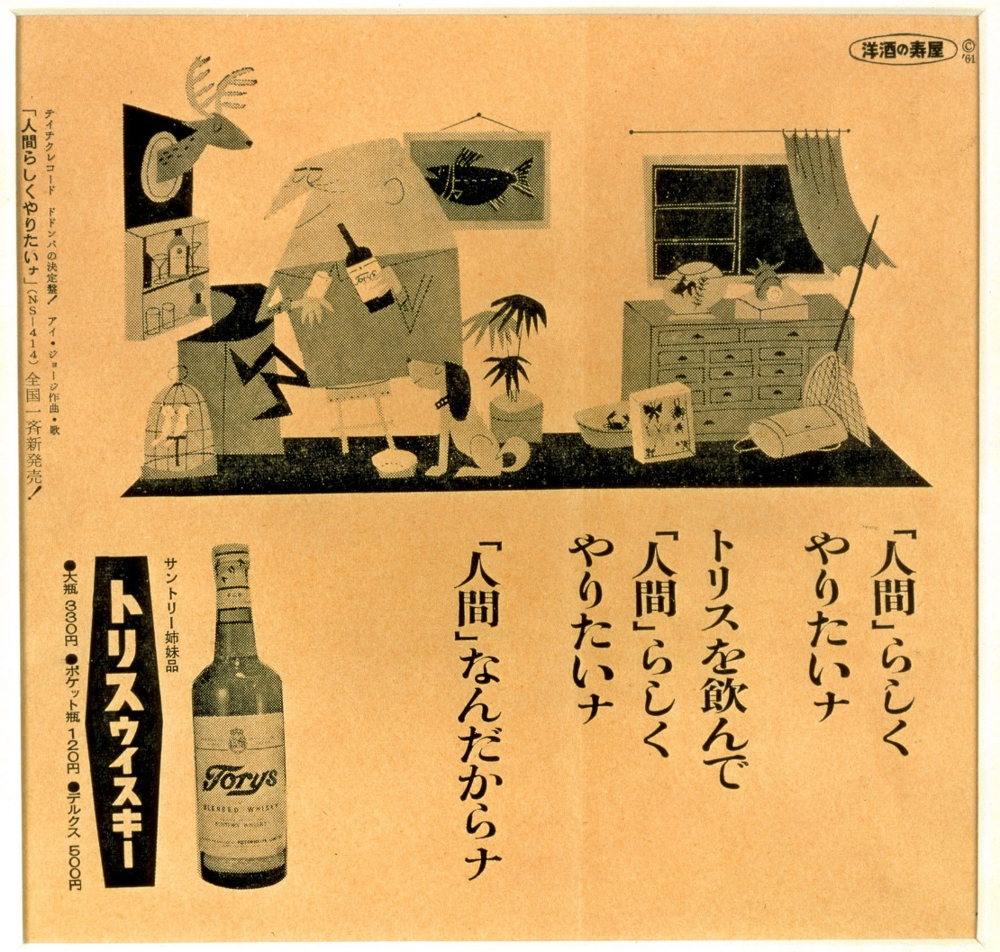 洋酒の寿屋
© '61
「人間」らしく
やりたいナ
トリスを飲んで
「人間」らしく
やりたいナ
「人間」なんだからナ
テイチクレコード ドドンパの決定盤! アイ・ジョージ作曲・歌
「人間らしくやりたいナ」(NS—414)全国一斉新発売!
Torys
サントリー姉妹品
トリスウイスキー
●大瓶 330円 ●ポケット瓶 120円 ●デルクス 500円
Torys
BLENDED WHISKY